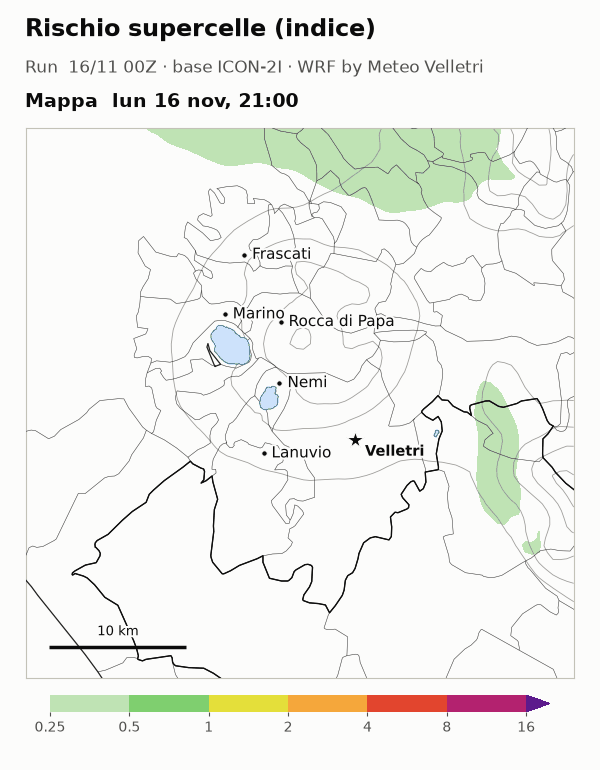 Rischio supercelle (indice)
Run  16/11 00Z · base ICON-2I · WRF by Meteo Velletri
Mappa  lun 16 nov, 21:00
Frascati
Marino
Rocca di Papa
Nemi
Velletri
Lanuvio
10 km
0.25 0.5 1 2 4 8 16